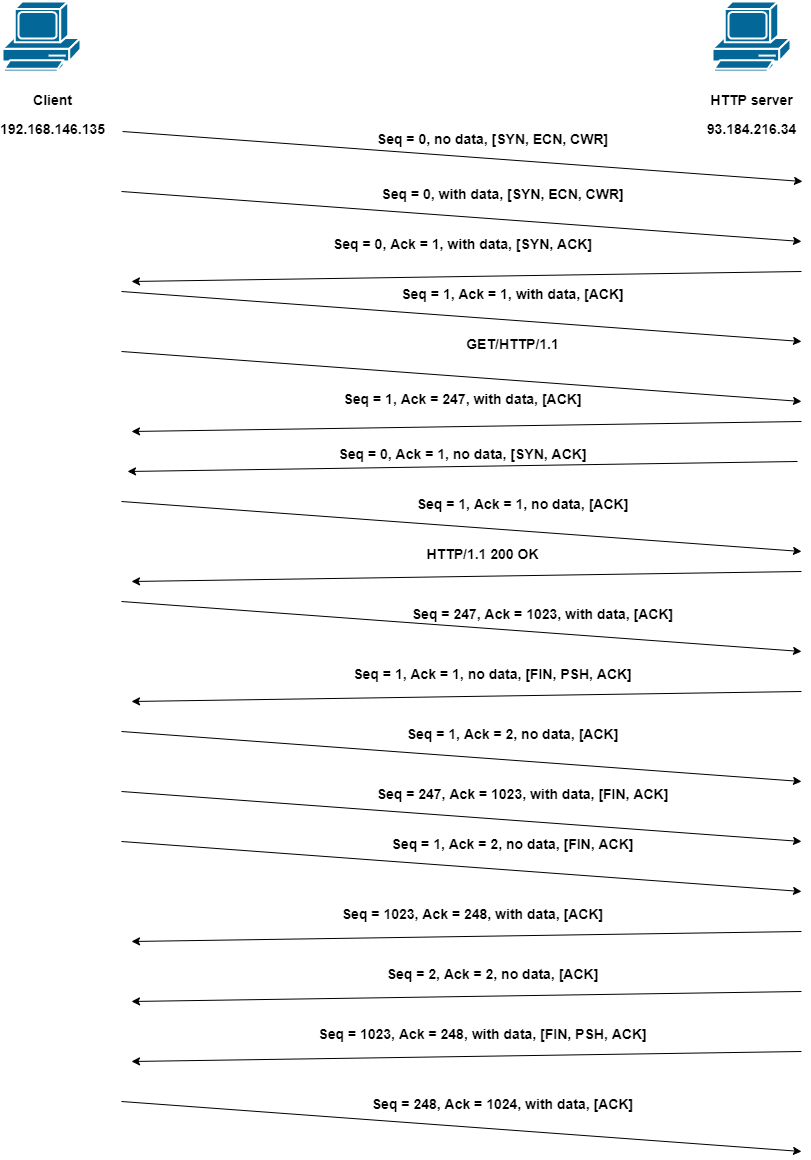 Client
HTTP server
192.168.146.135
93.184.216.34
Seq = 0, no data, [SYN, ECN, CWR]
Seq = 0, with data, [SYN, ECN, CWR]
Seq = 0, Ack = 1, with data, [SYN, ACK]
Seq = 1, Ack = 1, with data, [ACK]
GET/HTTP/1.1
Seq = 1, Ack = 247, with data, [ACK]
Seq = 0, Ack = 1, no data, [SYN, ACK]
Seq = 1, Ack = 1, no data, [ACK]
HTTP/1.1 200 OK
Seq = 247, Ack = 1023, with data, [ACK]
Seq = 1, Ack = 1, no data, [FIN, PSH, ACK]
Seq = 1, Ack = 2, no data, [ACK]
Seq = 247, Ack = 1023, with data, [FIN, ACK]
Seq = 1, Ack = 2, no data, [FIN, ACK]
Seq = 1023, Ack = 248, with data, [ACK]
Seq = 2, Ack = 2, no data, [ACK]
Seq = 1023, Ack = 248, with data, [FIN, PSH, ACK]
Seq = 248, Ack = 1024, with data, [ACK]